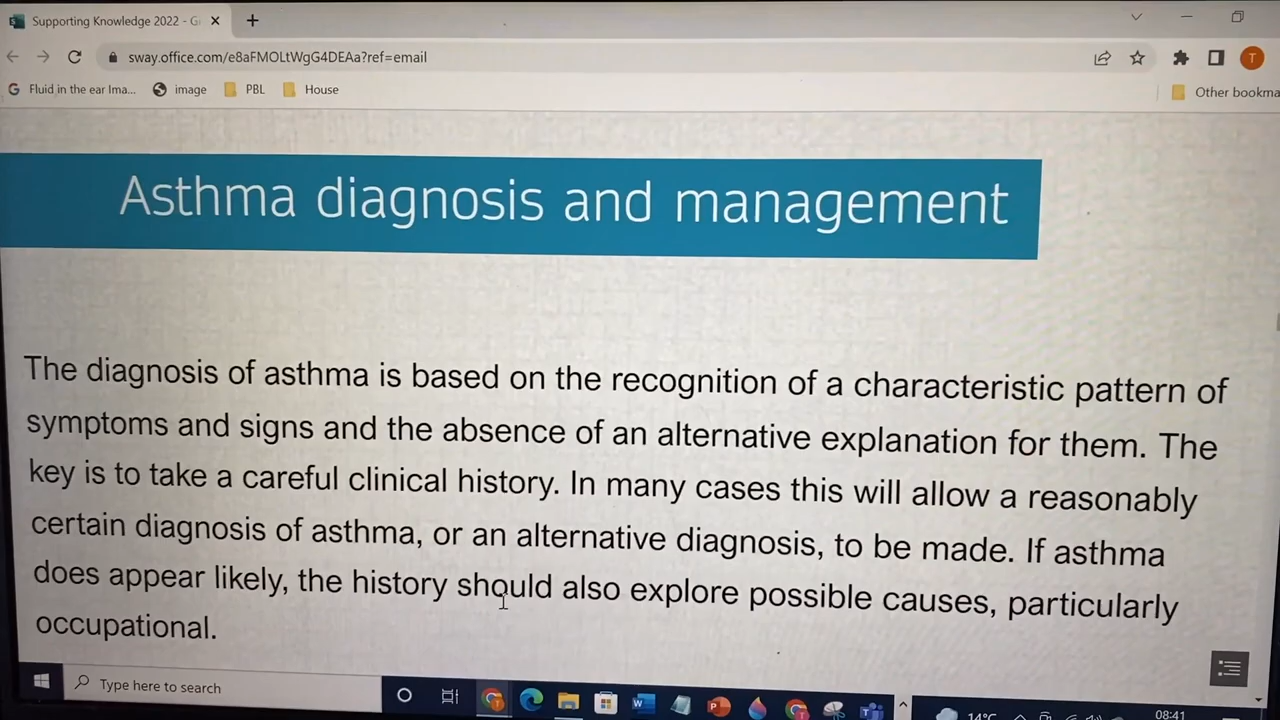 Supporting Knowledge 2022 - G
sway.office.com/e8aFMOLtWgG4DEAa?ref=email
T
Fluid in the ear Ima... image PBL House Other bookma
Asthma diagnosis and management
The diagnosis of asthma is based on the recognition of a characteristic pattern of
symptoms and signs and the absence of an alternative explanation for them. The
key is to take a careful clinical history. In many cases this will allow a reasonably
certain diagnosis of asthma, or an alternative diagnosis, to be made. If asthma
does appear likely, the history should also explore possible causes, particularly
occupational.
Type here to search
14°C 08:41